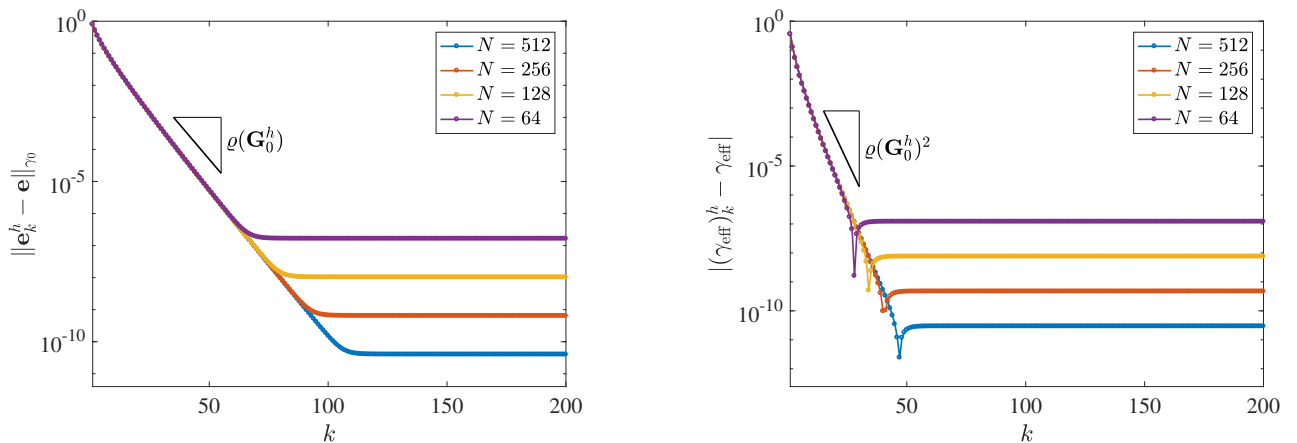 10^0
10^{-5}
10^{-10}
50
100
150
200
k
‖𝐞_k^h − 𝐞‖_{γ_0}
ϱ(𝐆_0^h)
N = 512
N = 256
N = 128
N = 64
10^0
10^{-5}
10^{-10}
50
100
150
200
k
|(γ_eff)_k^h − γ_eff|
ϱ(𝐆_0^h)^2
N = 512
N = 256
N = 128
N = 64